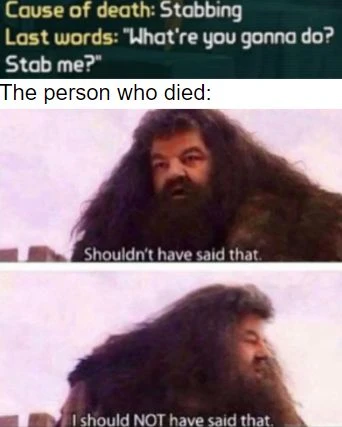 Cause of death: Stabbing
Last words: "What're you gonna do?
Stab me?"
The person who died:
Shouldn't have said that.
I should NOT have said that.